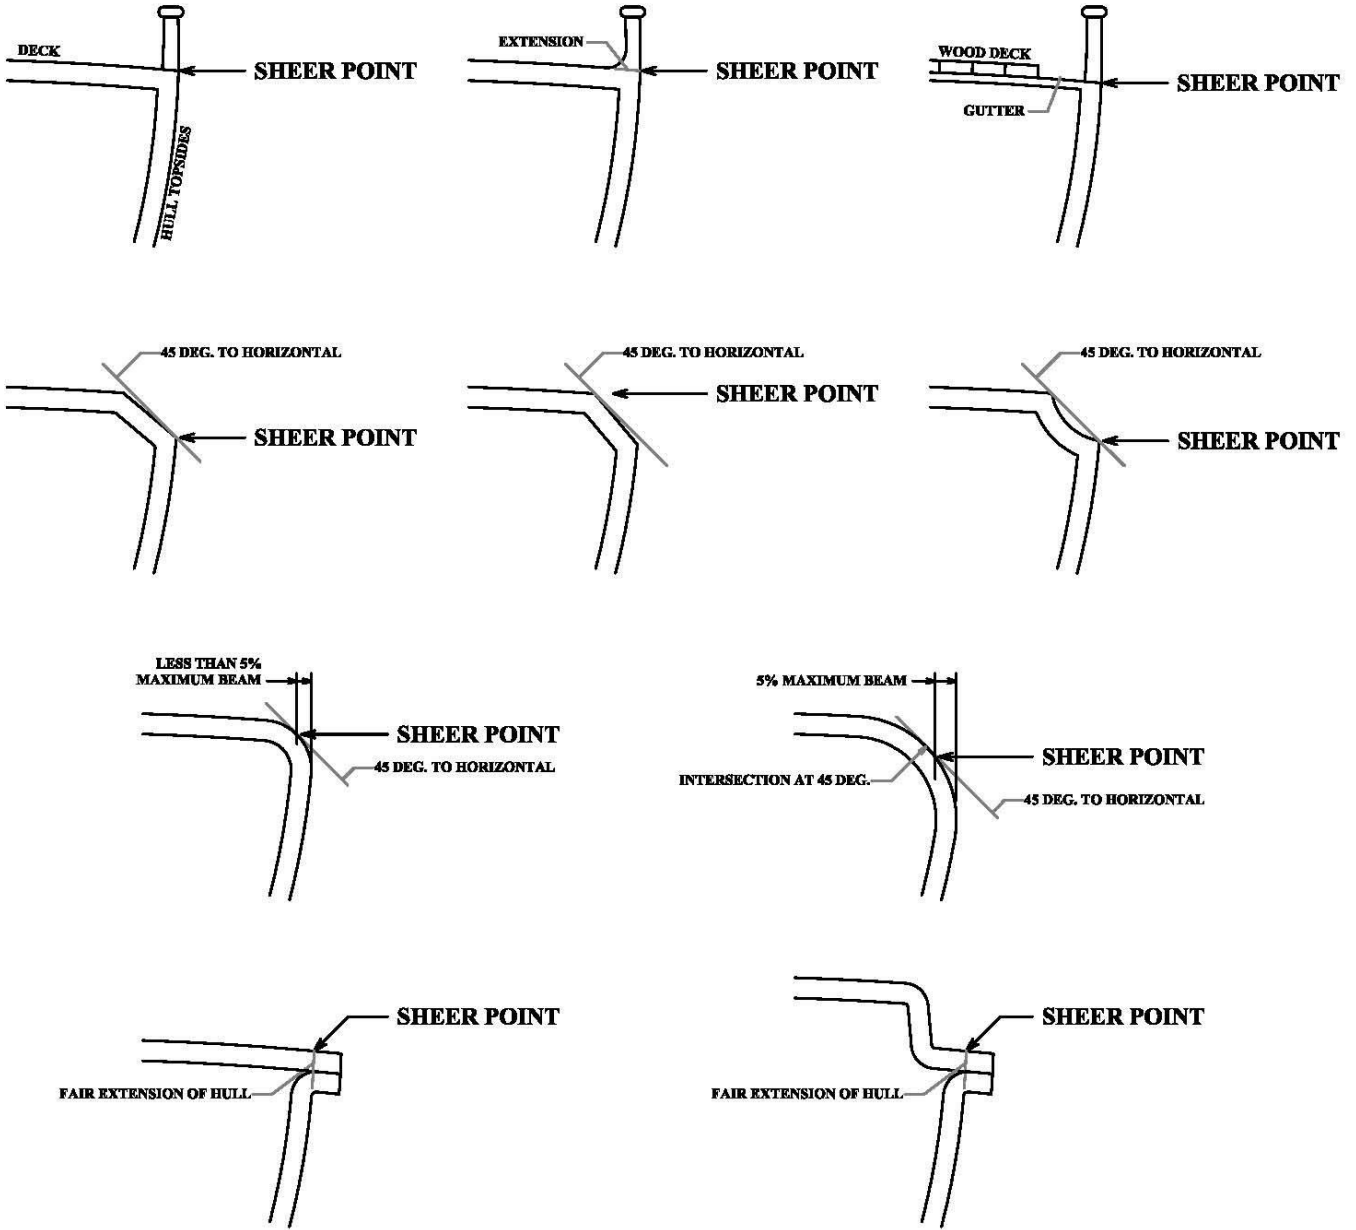 DECK
SHEER POINT
HULL TOPSIDES
EXTENSION
SHEER POINT
WOOD DECK
SHEER POINT
GUTTER
45 DEG. TO HORIZONTAL
SHEER POINT
45 DEG. TO HORIZONTAL
SHEER POINT
45 DEG. TO HORIZONTAL
SHEER POINT
LESS THAN 5%
MAXIMUM BEAM
SHEER POINT
45 DEG. TO HORIZONTAL
5% MAXIMUM BEAM
SHEER POINT
INTERSECTION AT 45 DEG.
45 DEG. TO HORIZONTAL
SHEER POINT
FAIR EXTENSION OF HULL
SHEER POINT
FAIR EXTENSION OF HULL